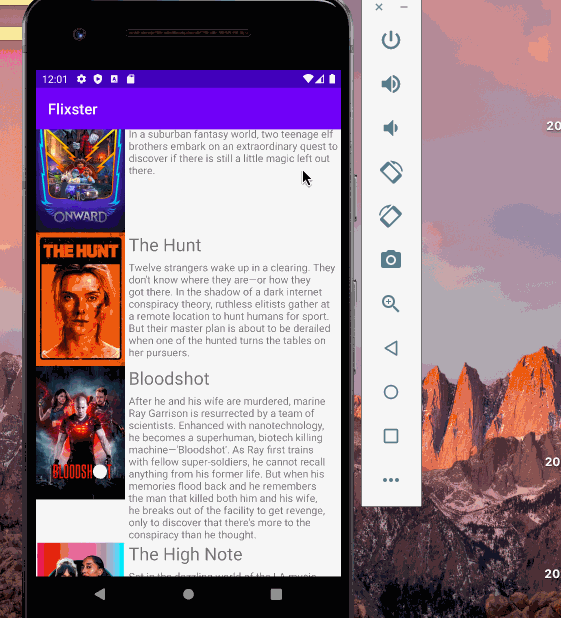 12:01
Flixster
In a suburban fantasy world, two teenage elf
brothers embark on an extraordinary quest to
discover if there is still a little magic left out
there.
ONWARD
THE HUNT
The Hunt
Twelve strangers wake up in a clearing. They
don't know where they are—or how they
got there. In the shadow of a dark internet
conspiracy theory, ruthless elitists gather at
a remote location to hunt humans for sport.
But their master plan is about to be derailed
when one of the hunted turns the tables on
her pursuers.
BLOODSH
Bloodshot
After he and his wife are murdered, marine
Ray Garrison is resurrected by a team of
scientists. Enhanced with nanotechnology,
he becomes a superhuman, biotech killing
machine—'Bloodshot'. As Ray first trains
with fellow super-soldiers, he cannot recall
anything from his former life. But when his
memories flood back and he remembers
the man that killed both him and his wife,
he breaks out of the facility to get revenge,
only to discover that there's more to the
conspiracy than he thought.
The High Note
Set in the dazzling world of the LA music
20
20
20